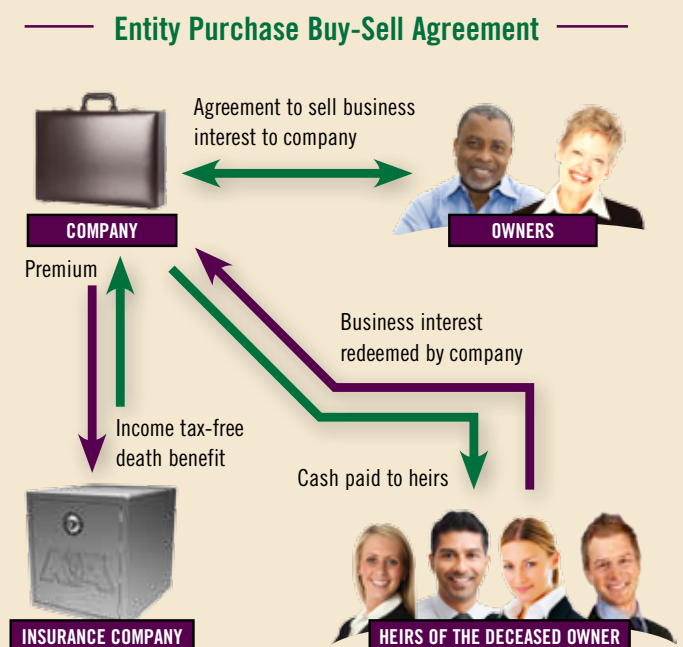 Entity Purchase Buy-Sell Agreement
Agreement to sell business
interest to company
COMPANY
OWNERS
Premium
Business interest
redeemed by company
Income tax-free
death benefit
Cash paid to heirs
INSURANCE COMPANY
HEIRS OF THE DECEASED OWNER